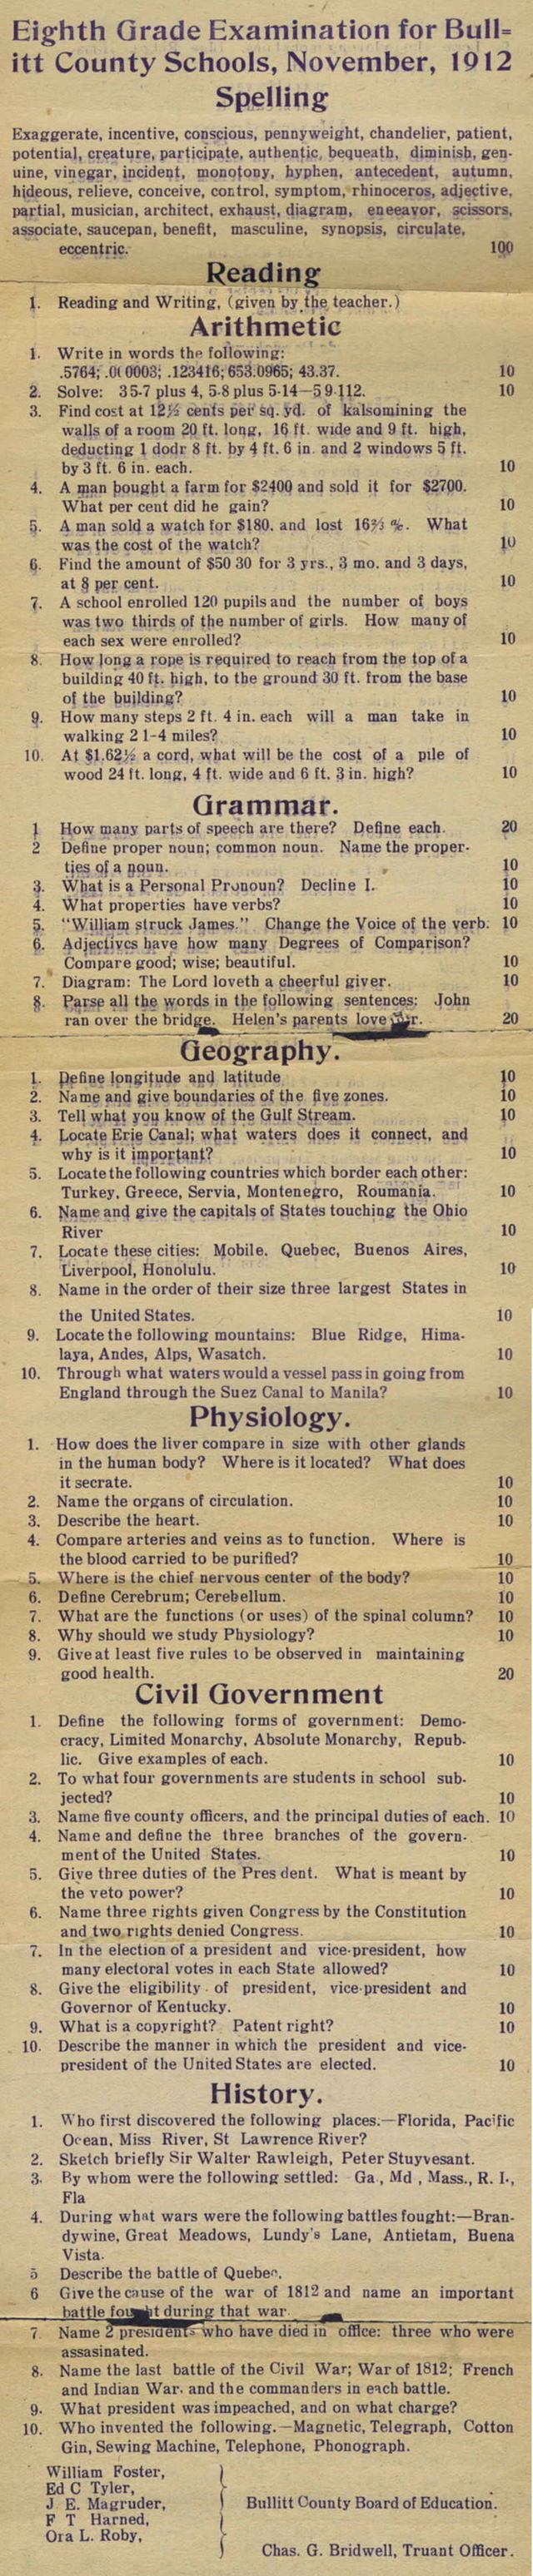 Eighth Grade Examination for Bull=
itt County Schools, November, 1912
Spelling
Exaggerate, incentive, conscious, pennyweight, chandelier, patient,
potential, creature, participate, authentic, bequeath, diminish, gen-
uine, vinegar, incident, monotony, hyphen, antecedent, autumn,
hideous, relieve, conceive, control, symptom, rhinoceros, adjective,
partial, musician, architect, exhaust, diagram, eneeavor, scissors,
associate, saucepan, benefit, masculine, synopsis, circulate,
eccentric. 100
Reading
1. Reading and Writing, (given by the teacher.)
Arithmetic
1. Write in words the following:
.5764; .000003; .123416; 653.0965; 43.37. 10
2. Solve: 35-7 plus 4, 5-8 plus 5-14—59-112. 10
3. Find cost at 12½ cents per sq. yd. of kalsomining the
walls of a room 20 ft. long, 16 ft. wide and 9 ft. high,
deducting 1 dodr 8 ft. by 4 ft. 6 in. and 2 windows 5 ft.
by 3 ft. 6 in. each. 10
4. A man bought a farm for $2400 and sold it for $2700.
What per cent did he gain? 10
5. A man sold a watch for $180. and lost 16⅔ %. What
was the cost of the watch? 10
6. Find the amount of $50 30 for 3 yrs., 3 mo. and 3 days,
at 8 per cent. 10
7. A school enrolled 120 pupils and the number of boys
was two thirds of the number of girls. How many of
each sex were enrolled? 10
8. How long a rope is required to reach from the top of a
building 40 ft. high, to the ground 30 ft. from the base
of the building? 10
9. How many steps 2 ft. 4 in. each will a man take in
walking 2 1-4 miles? 10
10. At $1.62½ a cord, what will be the cost of a pile of
wood 24 ft. long, 4 ft. wide and 6 ft. 3 in. high? 10
Grammar.
1 How many parts of speech are there? Define each. 20
2 Define proper noun; common noun. Name the proper-
ties of a noun. 10
3. What is a Personal Pronoun? Decline I. 10
4. What properties have verbs? 10
5. "William struck James." Change the Voice of the verb. 10
6. Adjectives have how many Degrees of Comparison?
Compare good; wise; beautiful. 10
7. Diagram: The Lord loveth a cheerful giver. 10
8. Parse all the words in the following sentences: John
ran over the bridge. Helen's parents love 20
Geography.
1. Define longitude and latitude 10
2. Name and give boundaries of the five zones. 10
3. Tell what you know of the Gulf Stream. 10
4. Locate Erie Canal; what waters does it connect, and
why is it important? 10
5. Locate the following countries which border each other:
Turkey, Greece, Servia, Montenegro, Roumania. 10
6. Name and give the capitals of States touching the Ohio
River 10
7. Locate these cities: Mobile. Quebec, Buenos Aires,
Liverpool, Honolulu. 10
8. Name in the order of their size three largest States in
the United States. 10
9. Locate the following mountains: Blue Ridge, Hima-
laya, Andes, Alps, Wasatch. 10
10. Through what waters would a vessel pass in going from
England through the Suez Canal to Manila? 10
Physiology.
1. How does the liver compare in size with other glands
in the human body? Where is it located? What does
it secrate. 10
2. Name the organs of circulation. 10
3. Describe the heart. 10
4. Compare arteries and veins as to function. Where is
the blood carried to be purified? 10
5. Where is the chief nervous center of the body? 10
6. Define Cerebrum; Cerebellum. 10
7. What are the functions (or uses) of the spinal column? 10
8. Why should we study Physiology? 10
9. Give at least five rules to be observed in maintaining
good health. 20
Civil Government
1. Define the following forms of government: Demo-
cracy, Limited Monarchy, Absolute Monarchy, Repub-
lic. Give examples of each. 10
2. To what four governments are students in school sub-
jected? 10
3. Name five county officers, and the principal duties of each. 10
4. Name and define the three branches of the govern-
ment of the United States. 10
5. Give three duties of the Pres dent. What is meant by
the veto power? 10
6. Name three rights given Congress by the Constitution
and two rights denied Congress. 10
7. In the election of a president and vice-president, how
many electoral votes in each State allowed? 10
8. Give the eligibility of president, vice-president and
Governor of Kentucky. 10
9. What is a copyright? Patent right? 10
10. Describe the manner in which the president and vice-
president of the United States are elected. 10
History.
1. Who first discovered the following places.—Florida, Pacific
Ocean, Miss River, St Lawrence River?
2. Sketch briefly Sir Walter Rawleigh, Peter Stuyvesant.
3. By whom were the following settled: Ga., Md , Mass., R. I.,
Fla
4. During what wars were the following battles fought:—Bran-
dywine, Great Meadows, Lundy's Lane, Antietam, Buena
Vista.
5 Describe the battle of Quebec.
6 Give the cause of the war of 1812 and name an important
battle fought during that war.
7. Name 2 presidents who have died in office: three who were
assasinated.
8. Name the last battle of the Civil War; War of 1812; French
and Indian War. and the commanders in each battle.
9. What president was impeached, and on what charge?
10. Who invented the following.—Magnetic, Telegraph, Cotton
Gin, Sewing Machine, Telephone, Phonograph.
William Foster,
Ed C Tyler,
J E. Magruder,
F T Harned,
Ora L. Roby,
Bullitt County Board of Education.
Chas. G. Bridwell, Truant Officer.